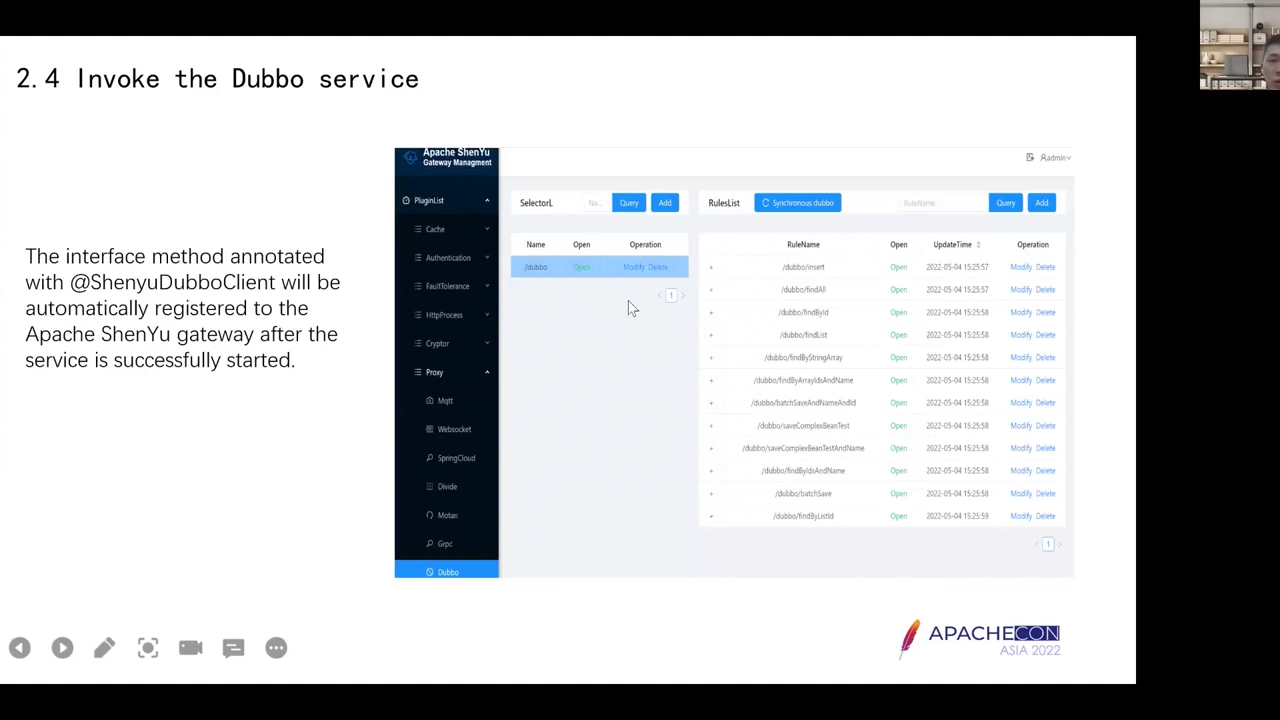 2.4 Invoke the Dubbo service
The interface method annotated
with @ShenyuDubboClient will be
automatically registered to the
Apache ShenYu gateway after the
service is successfully started.
Apache ShenYu
Gateway Managment
admin
PluginList
Cache
Authentication
FaultTolerance
HttpProcess
Cryptor
Proxy
Mqtt
Websocket
SpringCloud
Divide
Motan
Grpc
Dubbo
SelectorL Na... Query Add
Name Open Operation
/dubbo Open Modify Delete
< 1 >
RulesList Synchronous dubbo RuleName Query Add
RuleName Open UpdateTime Operation
+ /dubbo/insert Open 2022-05-04 15:25:57 Modify Delete
+ /dubbo/findAll Open 2022-05-04 15:25:57 Modify Delete
+ /dubbo/findById Open 2022-05-04 15:25:58 Modify Delete
+ /dubbo/findList Open 2022-05-04 15:25:58 Modify Delete
+ /dubbo/findByStringArray Open 2022-05-04 15:25:58 Modify Delete
+ /dubbo/findByArrayIdsAndName Open 2022-05-04 15:25:58 Modify Delete
+ /dubbo/batchSaveAndNameAndId Open 2022-05-04 15:25:58 Modify Delete
+ /dubbo/saveComplexBeanTest Open 2022-05-04 15:25:58 Modify Delete
+ /dubbo/saveComplexBeanTestAndName Open 2022-05-04 15:25:58 Modify Delete
+ /dubbo/findByIdsAndName Open 2022-05-04 15:25:58 Modify Delete
+ /dubbo/batchSave Open 2022-05-04 15:25:58 Modify Delete
+ /dubbo/findByListId Open 2022-05-04 15:25:59 Modify Delete
< 1 >
APACHECON
ASIA 2022